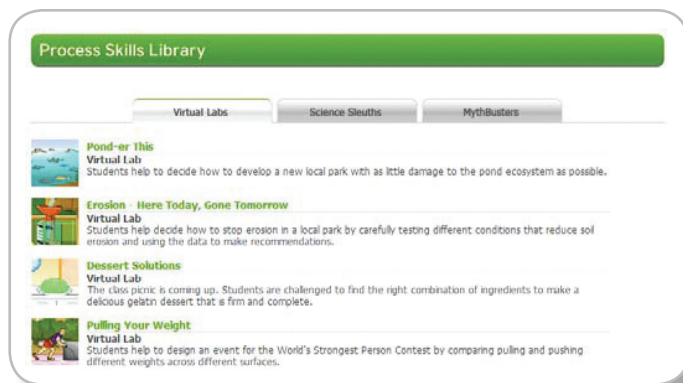 Process Skills Library
Virtual Labs
Science Sleuths
MythBusters
Pond-er This
Virtual Lab
Students help to decide how to develop a new local park with as little damage to the pond ecosystem as possible.
Erosion - Here Today, Gone Tomorrow
Virtual Lab
Students help decide how to stop erosion in a local park by carefully testing different conditions that reduce soil
erosion and using the data to make recommendations.
Dessert Solutions
Virtual Lab
The class picnic is coming up. Students are challenged to find the right combination of ingredients to make a
delicious gelatin dessert that is firm and complete.
Pulling Your Weight
Virtual Lab
Students help to design an event for the World's Strongest Person Contest by comparing pulling and pushing
different weights across different surfaces.